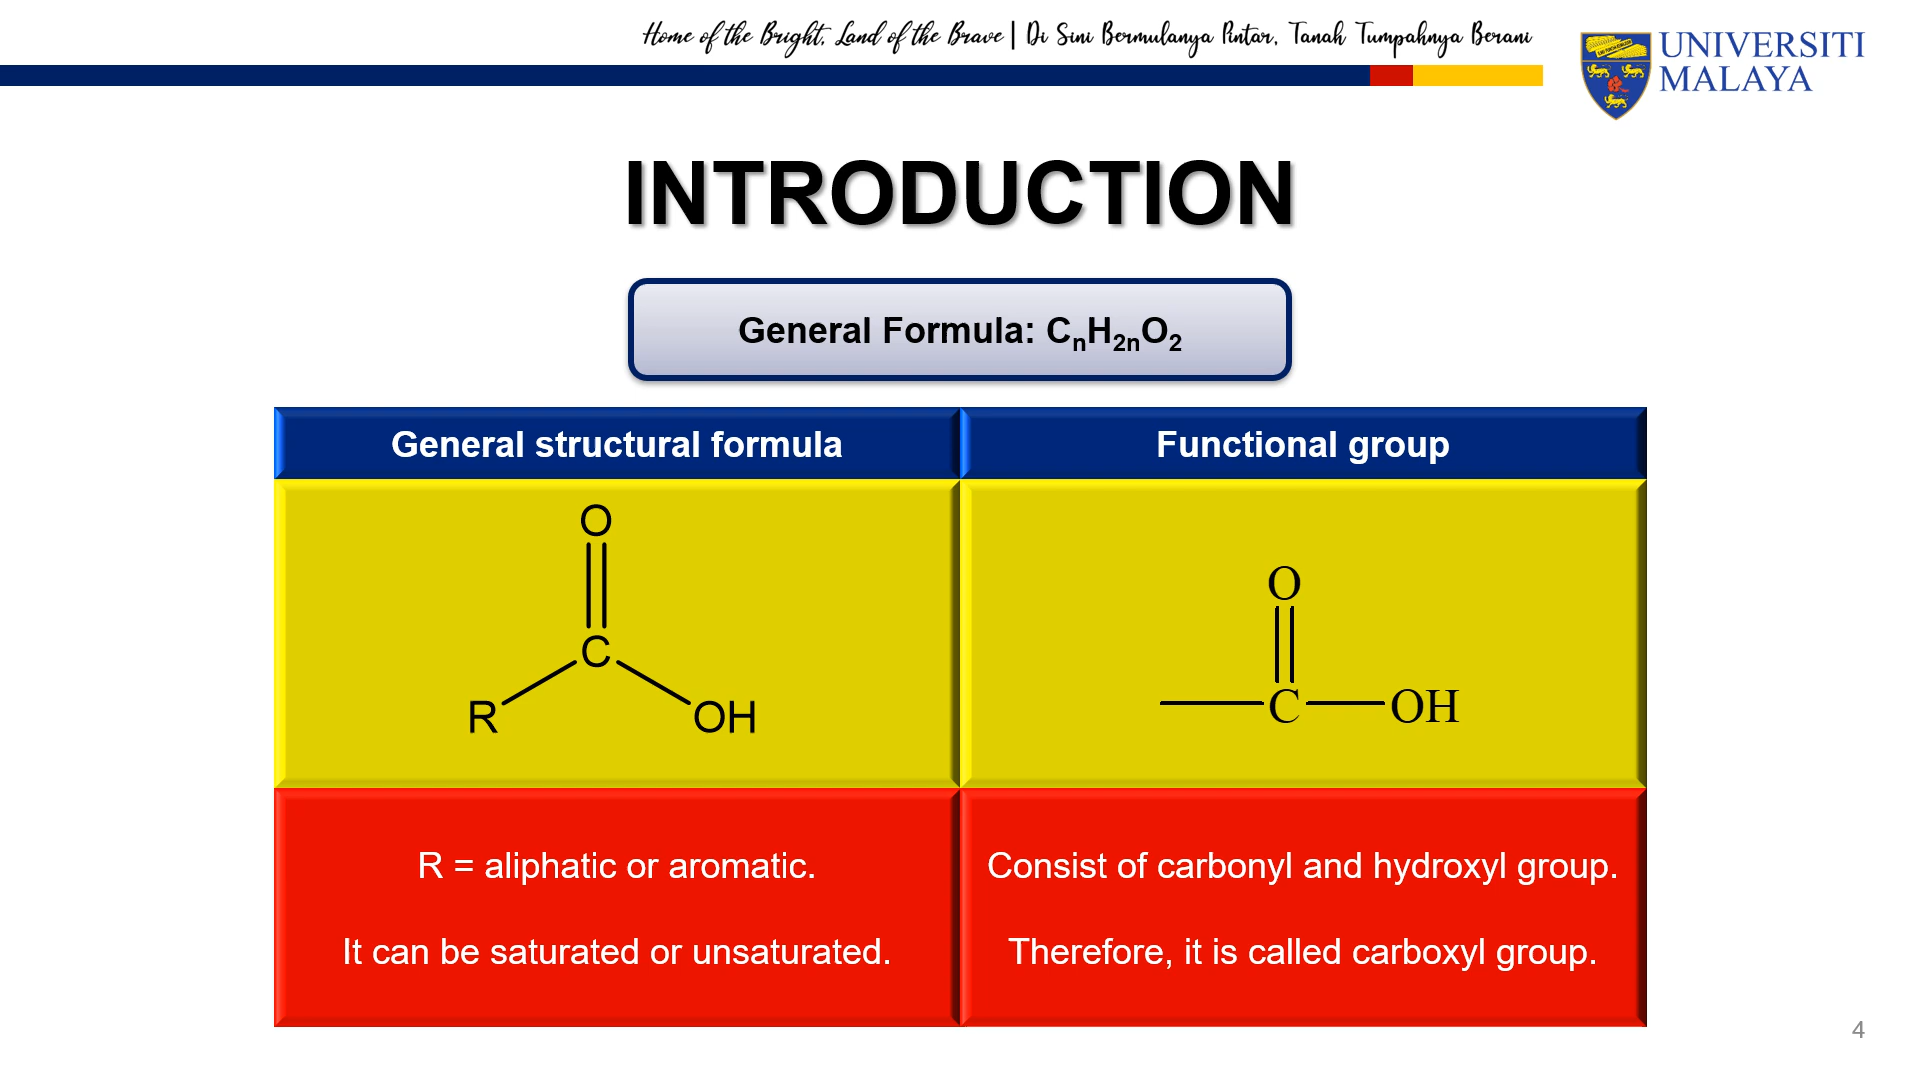 Home of the Bright, Land of the Brave | Di Sini Bermulanya Pintar, Tanah Tumpahnya Berani
UNIVERSITI
MALAYA
INTRODUCTION
General Formula: CnH2nO2
General structural formula
Functional group
O
C
R
OH
O
C
OH
R = aliphatic or aromatic.
It can be saturated or unsaturated.
Consist of carbonyl and hydroxyl group.
Therefore, it is called carboxyl group.
4